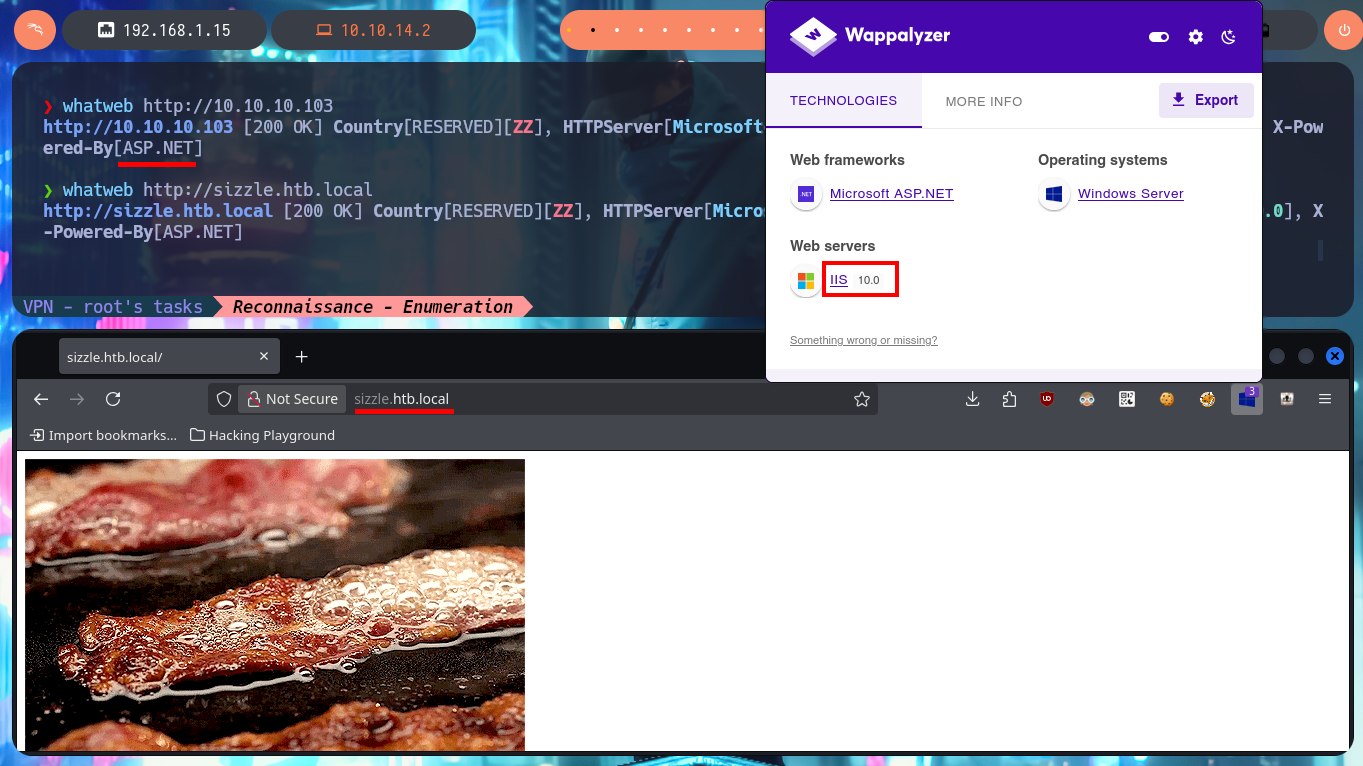 192.168.1.15
10.10.14.2
❯ whatweb http://10.10.10.103
http://10.10.10.103 [200 OK] Country[RESERVED][ZZ], HTTPServer[Microsoft X-Pow
ered-By[ASP.NET]
❯ whatweb http://sizzle.htb.local
http://sizzle.htb.local [200 OK] Country[RESERVED][ZZ], HTTPServer[Micros .0], X
-Powered-By[ASP.NET]
VPN - root's tasks
Reconnaissance - Enumeration
Wappalyzer
TECHNOLOGIES
MORE INFO
Export
Web frameworks
.NET
Microsoft ASP.NET
Operating systems
Windows Server
Web servers
IIS 10.0
Something wrong or missing?
sizzle.htb.local/
Not Secure
sizzle.htb.local
3
Import bookmarks...
Hacking Playground